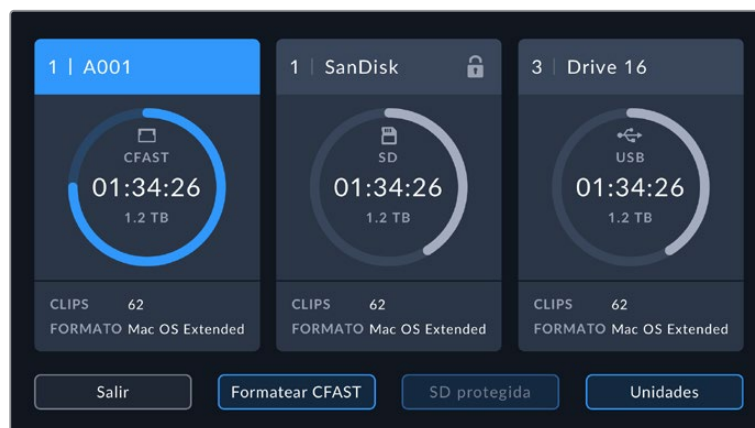 1 | A001
1 | SanDisk
3 | Drive 16
CFAST
01:34:26
1.2 TB
SD
01:34:26
1.2 TB
USB
01:34:26
1.2 TB
CLIPS 62
FORMATO Mac OS Extended
CLIPS 62
FORMATO Mac OS Extended
CLIPS 62
FORMATO Mac OS Extended
Salir
Formatear CFAST
SD protegida
Unidades